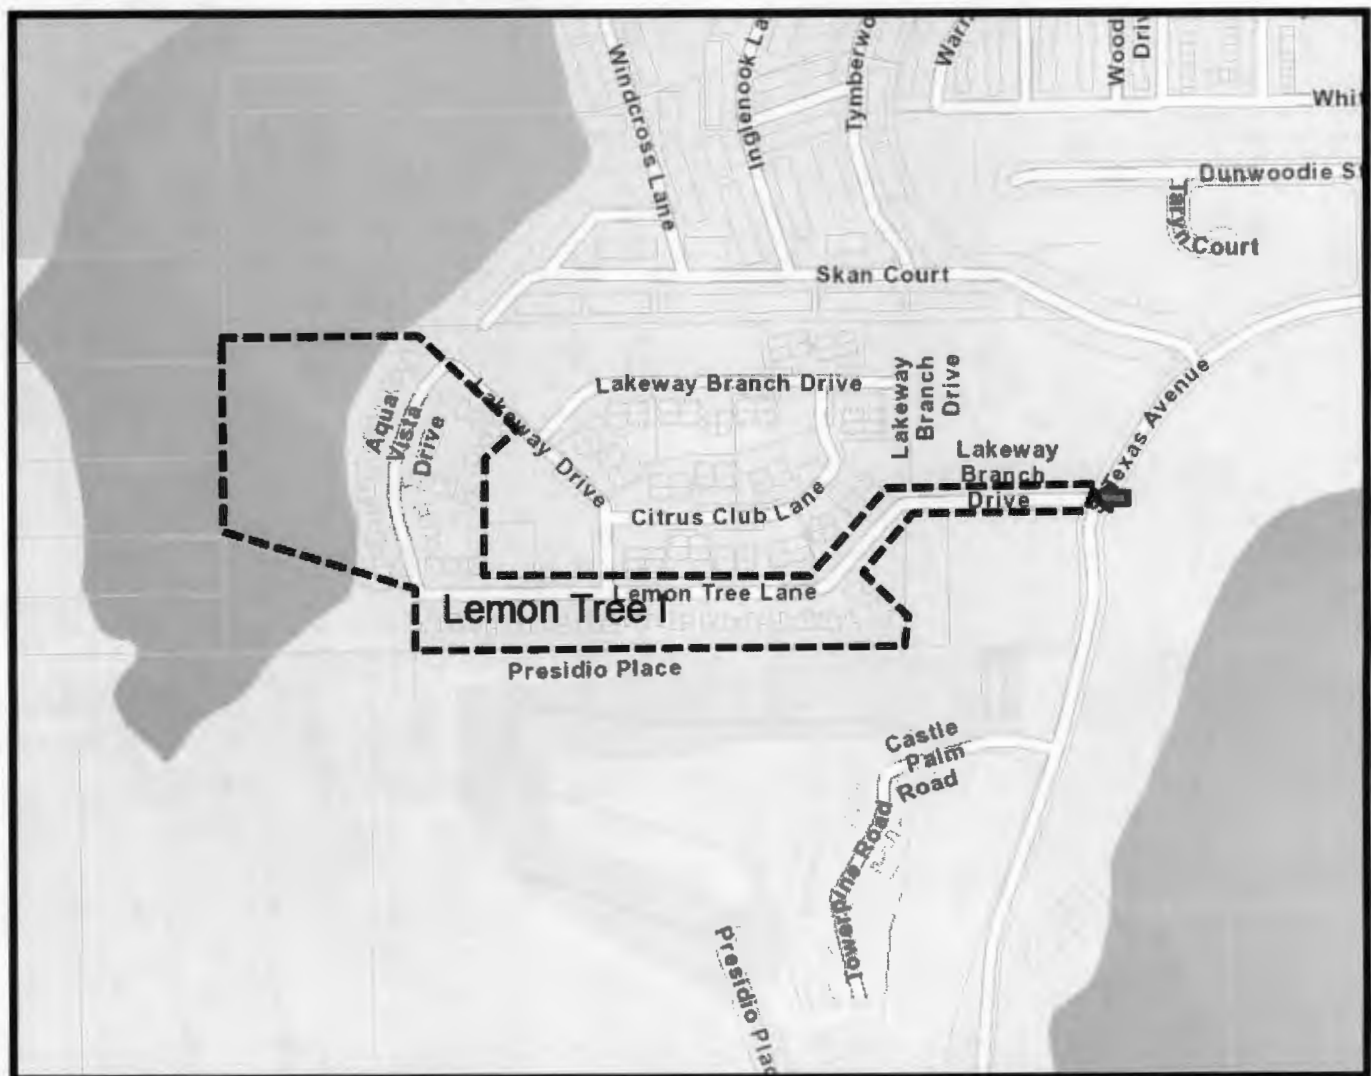 Windcross Lane
Inglenook La
Tymberwo
Warr
Wood
Driv
Whit
Dunwoodie St
Taryn
Court
Skan Court
Lakeway Branch Drive
Lakeway
Branch
Drive
Texas Avenue
Aqua
Vista
Drive
Lakeway Drive
Lakeway
Branch
Drive
Citrus Club Lane
Lemon Tree Lane
Lemon Tree I
Presidio Place
Castle
Palm
Road
Towerpine Road
Presidio Plac